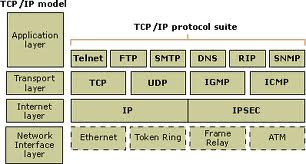 TCP/IP model
TCP/IP protocol suite
Application
layer
Telnet FTP SMTP DNS RIP SNMP
Transport
layer
TCP UDP IGMP ICMP
Internet
layer
IP IPSEC
Network
Interface
layer
Ethernet Token Ring Frame Relay ATM